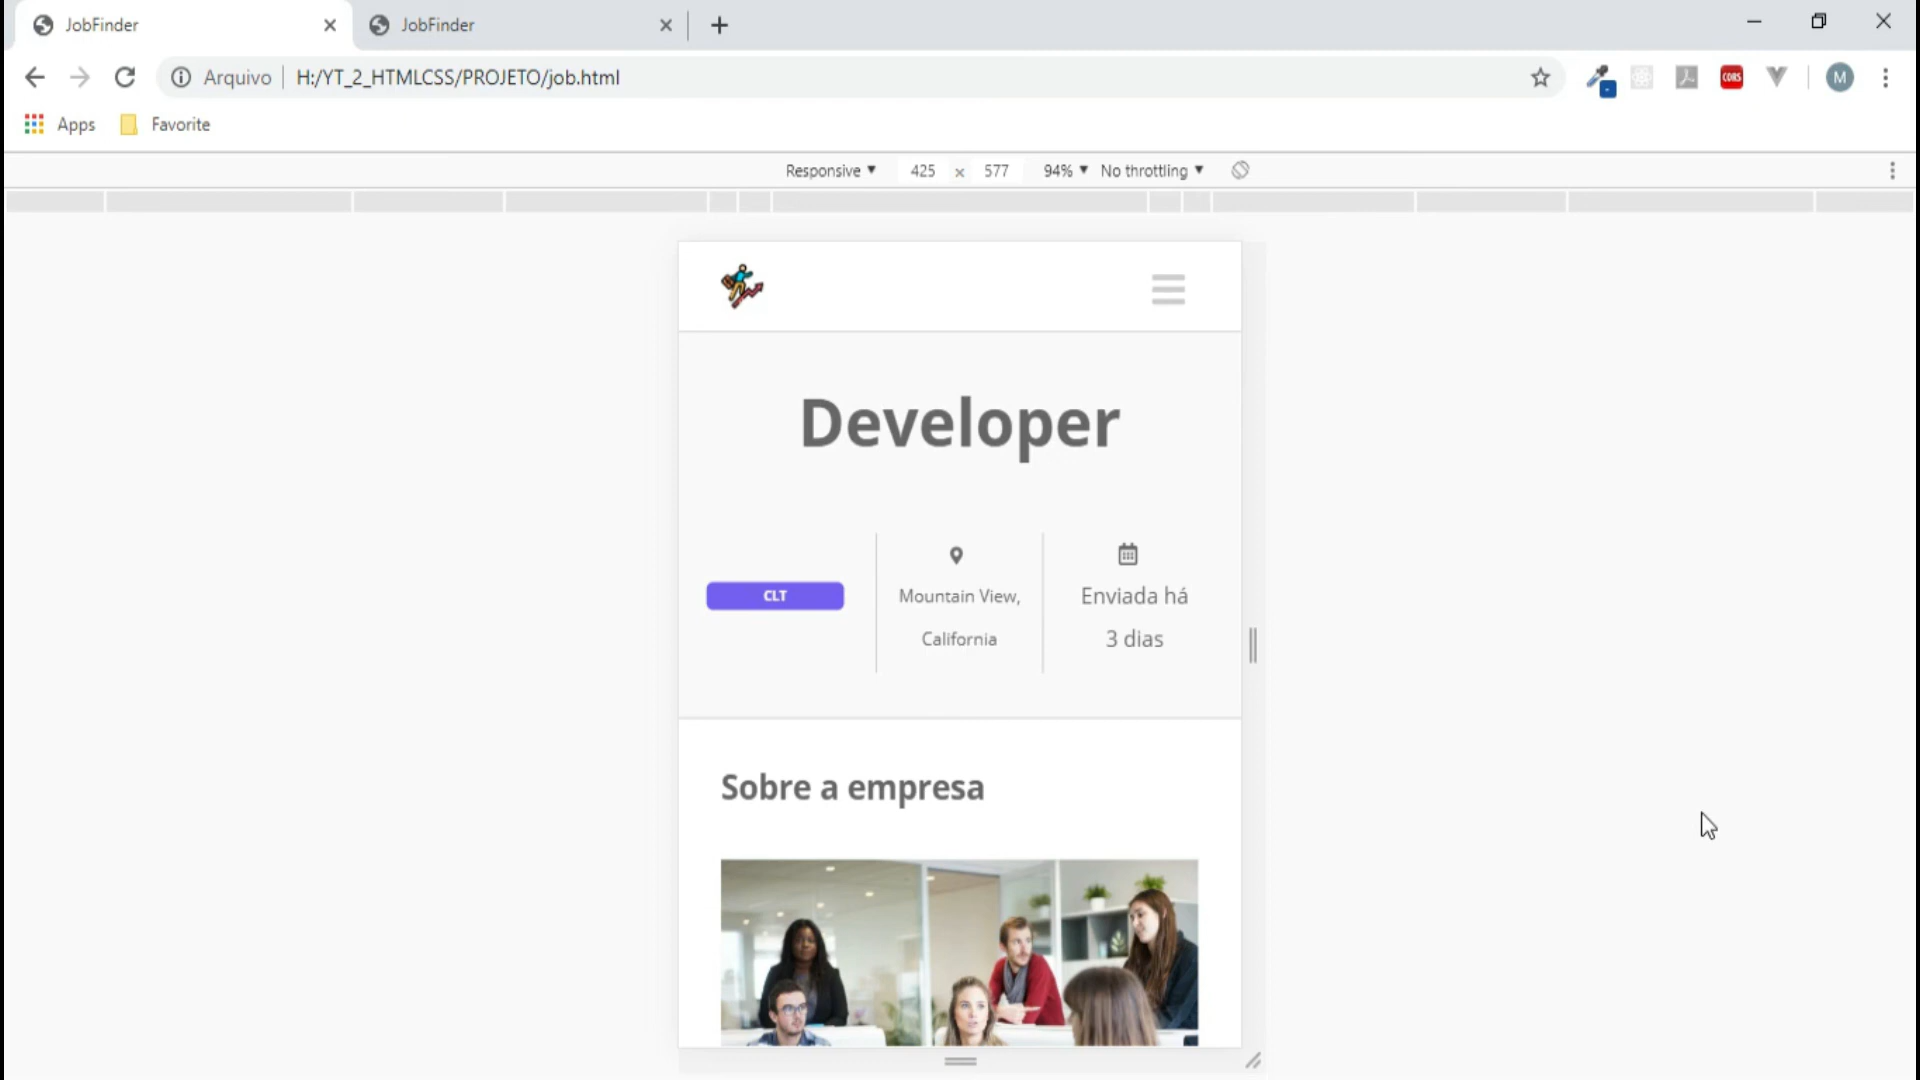 JobFinder
JobFinder
Arquivo H:/YT_2_HTMLCSS/PROJETO/job.html
CORS
M
Apps
Favorite
Responsive 425 x 577 94% No throttling
Developer
CLT
Mountain View,
California
Enviada há
3 dias
Sobre a empresa